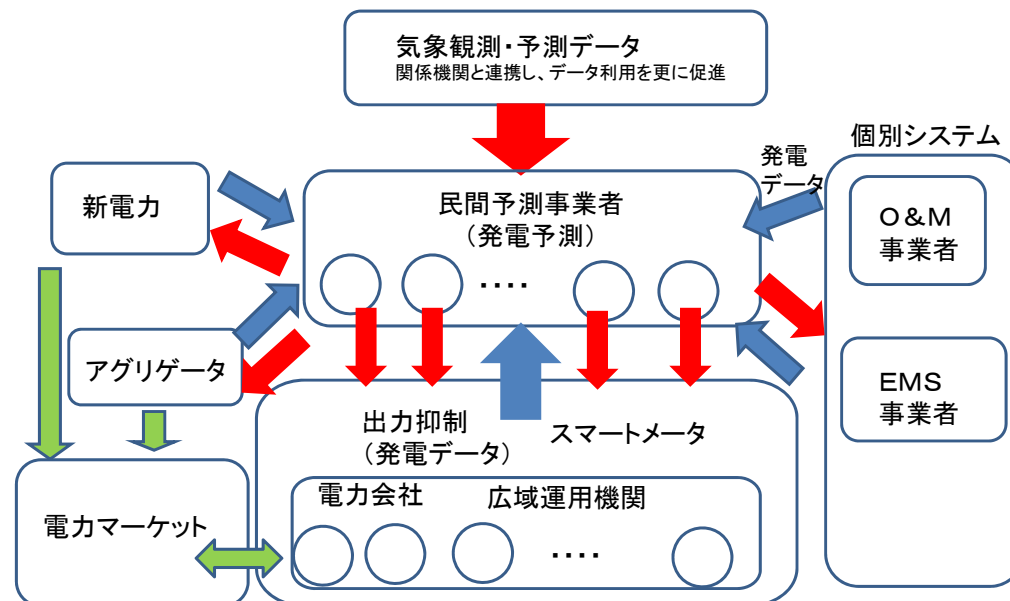 気象観測・予測データ
関係機関と連携し、データ利用を更に促進
個別システム
発電
データ
新電力
民間予測事業者
（発電予測）
O&M
事業者
‥‥
アグリゲータ
EMS
事業者
出力抑制
（発電データ）
スマートメータ
電力会社
広域運用機関
電力マーケット
‥‥